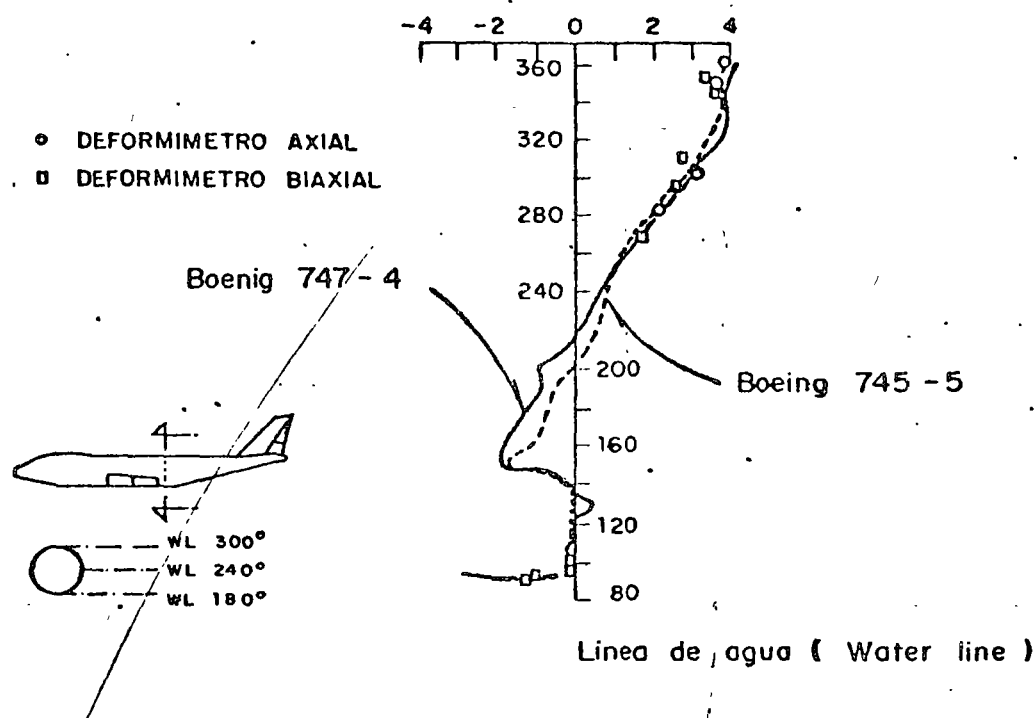 -4 -2 0 2 4
360
320
280
240
200
160
120
80
DEFORMIMETRO AXIAL
DEFORMIMETRO BIAXIAL
Boenig 747-4
Boeing 745-5
WL 300°
WL 240°
WL 180°
Linea de agua ( Water line )